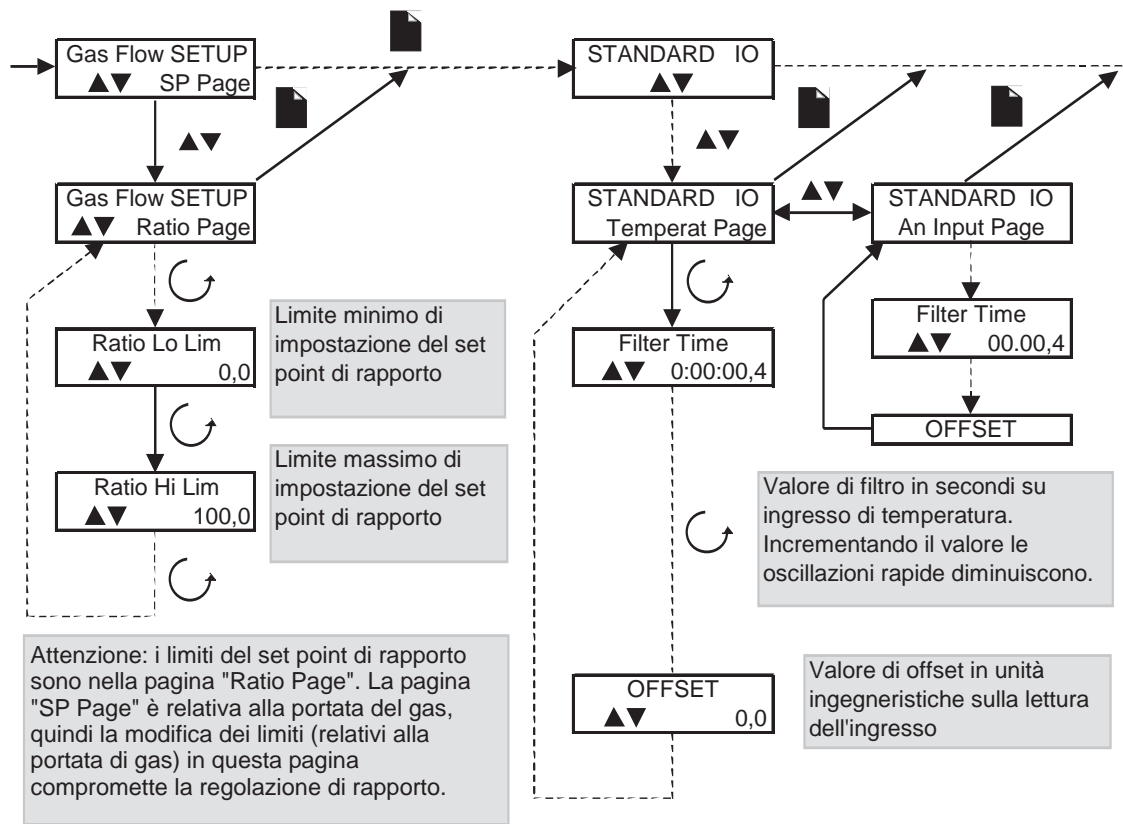 Gas Flow SETUP
▲▼ SP Page
▲▼
Gas Flow SETUP
▲▼ Ratio Page
Ratio Lo Lim
▲▼ 0,0
Limite minimo di
impostazione del set
point di rapporto
Ratio Hi Lim
▲▼ 100,0
Limite massimo di
impostazione del set
point di rapporto
Attenzione: i limiti del set point di rapporto
sono nella pagina "Ratio Page". La pagina
"SP Page" è relativa alla portata del gas,
quindi la modifica dei limiti (relativi alla
portata di gas) in questa pagina
compromette la regolazione di rapporto.
STANDARD IO
▲▼
▲▼
STANDARD IO
Temperat Page
▲▼
STANDARD IO
An Input Page
Filter Time
▲▼ 0:00:00,4
Filter Time
▲▼ 00.00,4
OFFSET
Valore di filtro in secondi su
ingresso di temperatura.
Incrementando il valore le
oscillazioni rapide diminuiscono.
OFFSET
▲▼ 0,0
Valore di offset in unità
ingegneristiche sulla lettura
dell'ingresso